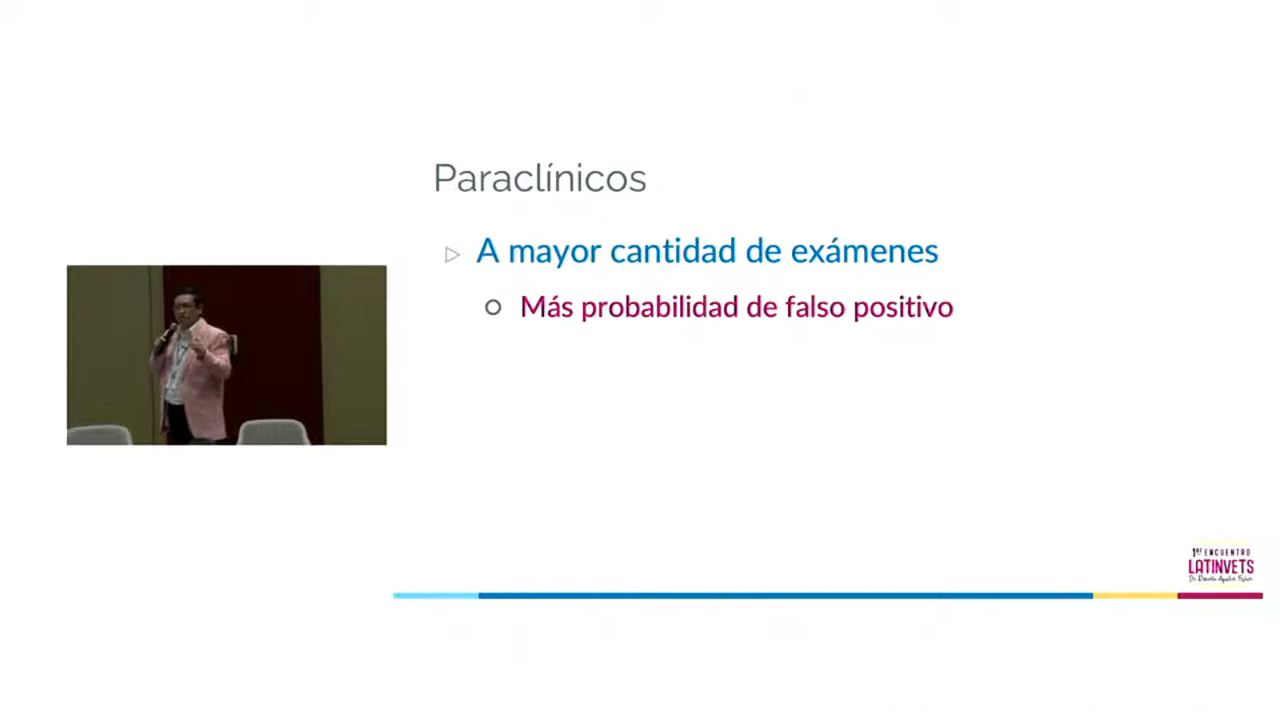 Paraclínicos
A mayor cantidad de exámenes
Más probabilidad de falso positivo
1er ENCUENTRO
LATINVETS